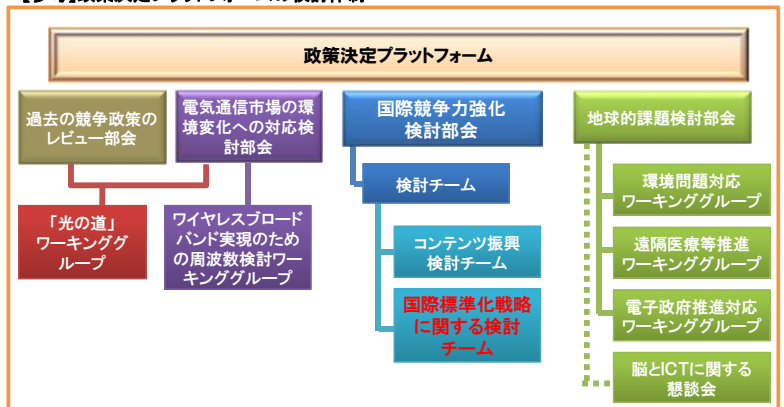 政策決定プラットフォーム
過去の競争政策の
レビュー部会
電気通信市場の環
境変化への対応検
討部会
国際競争力強化
検討部会
地球的課題検討部会
検討チーム
「光の道」
ワーキンググ
ループ
ワイヤレスブロード
バンド実現のため
の周波数検討ワー
キンググループ
コンテンツ振興
検討チーム
国際標準化戦略
に関する検討
チーム
環境問題対応
ワーキンググループ
遠隔医療等推進
ワーキンググループ
電子政府推進対応
ワーキンググループ
脳とICTに関する
懇談会